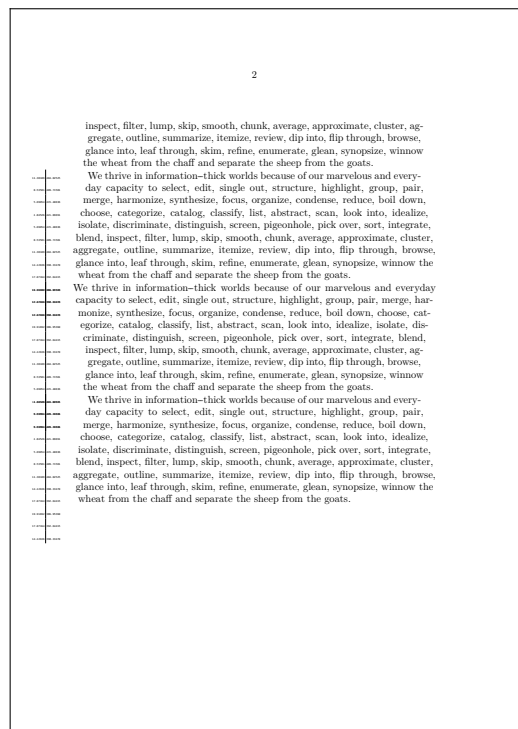 2
inspect, filter, lump, skip, smooth, chunk, average, approximate, cluster, ag-
gregate, outline, summarize, itemize, review, dip into, flip through, browse,
glance into, leaf through, skim, refine, enumerate, glean, synopsize, winnow
the wheat from the chaff and separate the sheep from the goats.
We thrive in information–thick worlds because of our marvelous and every-
day capacity to select, edit, single out, structure, highlight, group, pair,
merge, harmonize, synthesize, focus, organize, condense, reduce, boil down,
choose, categorize, catalog, classify, list, abstract, scan, look into, idealize,
isolate, discriminate, distinguish, screen, pigeonhole, pick over, sort, integrate,
blend, inspect, filter, lump, skip, smooth, chunk, average, approximate, cluster,
aggregate, outline, summarize, itemize, review, dip into, flip through, browse,
glance into, leaf through, skim, refine, enumerate, glean, synopsize, winnow the
wheat from the chaff and separate the sheep from the goats.
We thrive in information–thick worlds because of our marvelous and everyday
capacity to select, edit, single out, structure, highlight, group, pair, merge, har-
monize, synthesize, focus, organize, condense, reduce, boil down, choose, cat-
egorize, catalog, classify, list, abstract, scan, look into, idealize, isolate, dis-
criminate, distinguish, screen, pigeonhole, pick over, sort, integrate, blend,
inspect, filter, lump, skip, smooth, chunk, average, approximate, cluster, ag-
gregate, outline, summarize, itemize, review, dip into, flip through, browse,
glance into, leaf through, skim, refine, enumerate, glean, synopsize, winnow
the wheat from the chaff and separate the sheep from the goats.
We thrive in information–thick worlds because of our marvelous and every-
day capacity to select, edit, single out, structure, highlight, group, pair,
merge, harmonize, synthesize, focus, organize, condense, reduce, boil down,
choose, categorize, catalog, classify, list, abstract, scan, look into, idealize,
isolate, discriminate, distinguish, screen, pigeonhole, pick over, sort, integrate,
blend, inspect, filter, lump, skip, smooth, chunk, average, approximate, cluster,
aggregate, outline, summarize, itemize, review, dip into, flip through, browse,
glance into, leaf through, skim, refine, enumerate, glean, synopsize, winnow the
wheat from the chaff and separate the sheep from the goats.